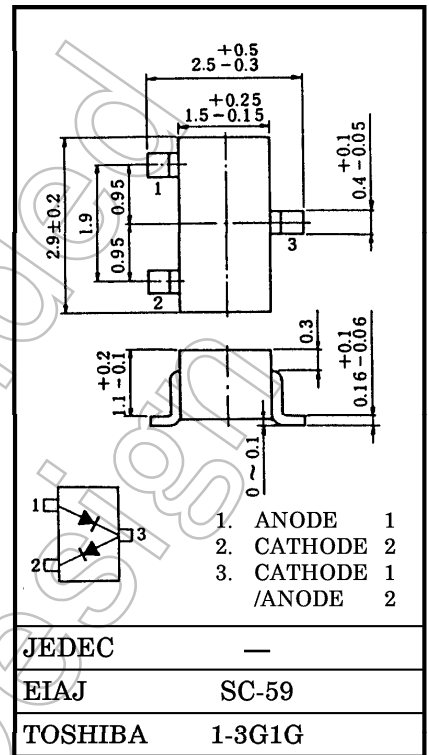 +0.5
2.5 -0.3
+0.25
1.5 -0.15
2.9±0.2
1.9
0.95
0.95
+0.1
0.4 -0.05
1
2
3
+0.2
1.1 -0.1
0.3
+0.1
0.16 -0.06
0 ~ 0.1
1
2
3
1. ANODE 1
2. CATHODE 2
3. CATHODE 1
/ANODE 2
JEDEC —
EIAJ SC-59
TOSHIBA 1-3G1G